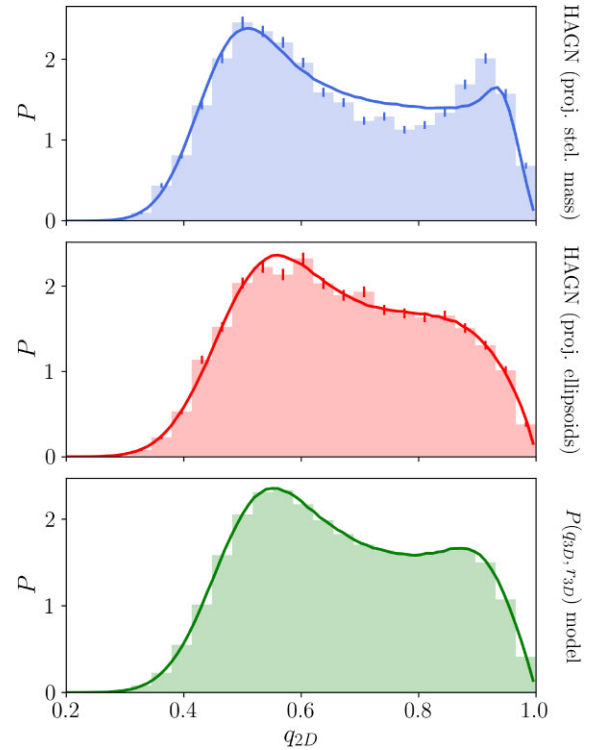 2
1
0
P
HAGN (proj. stel. mass)
2
1
0
P
HAGN (proj. ellipsoids)
2
1
0
P
P(q3D, r3D) model
0.2 0.4 0.6 0.8 1.0
q2D